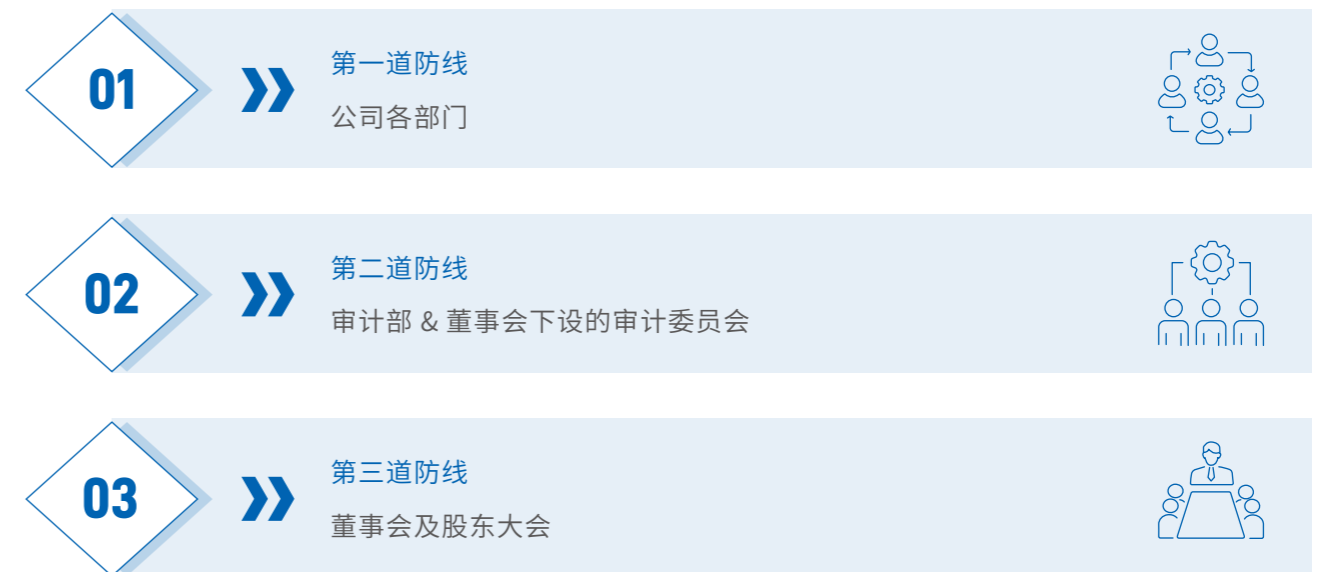 01
第一道防线
公司各部门
02
第二道防线
审计部 & 董事会下设的审计委员会
03
第三道防线
董事会及股东大会